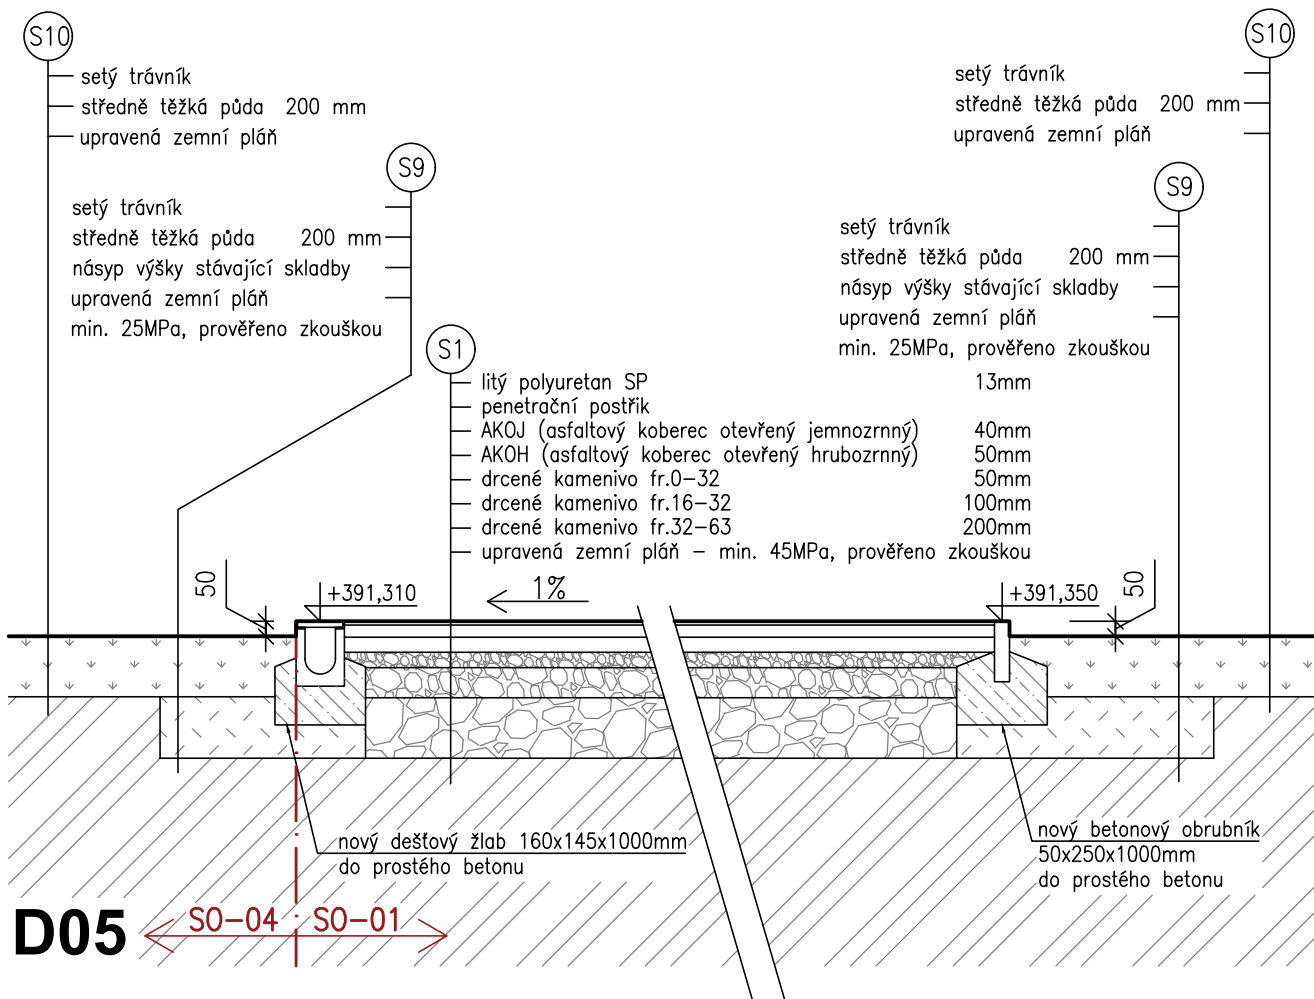 S10
setý trávník
středně těžká půda 200 mm
upravená zemní pláň
S9
setý trávník
středně těžká půda 200 mm
násyp výšky stávající skladby
upravená zemní pláň
min. 25MPa, prověřeno zkouškou
S10
setý trávník
středně těžká půda 200 mm
upravená zemní pláň
S9
setý trávník
středně těžká půda 200 mm
násyp výšky stávající skladby
upravená zemní pláň
min. 25MPa, prověřeno zkouškou
S1
litý polyuretan SP 13mm
penetrační postřik
AKOJ (asfaltový koberec otevřený jemnozrnný) 40mm
AKOH (asfaltový koberec otevřený hrubozrnný) 50mm
drcené kamenivo fr.0-32 50mm
drcené kamenivo fr.16-32 100mm
drcené kamenivo fr.32-63 200mm
upravená zemní pláň - min. 45MPa, prověřeno zkouškou
50
+391,310
1%
+391,350
50
nový dešťový žlab 160x145x1000mm
do prostého betonu
nový betonový obrubník
50x250x1000mm
do prostého betonu
D05
SO-04
SO-01